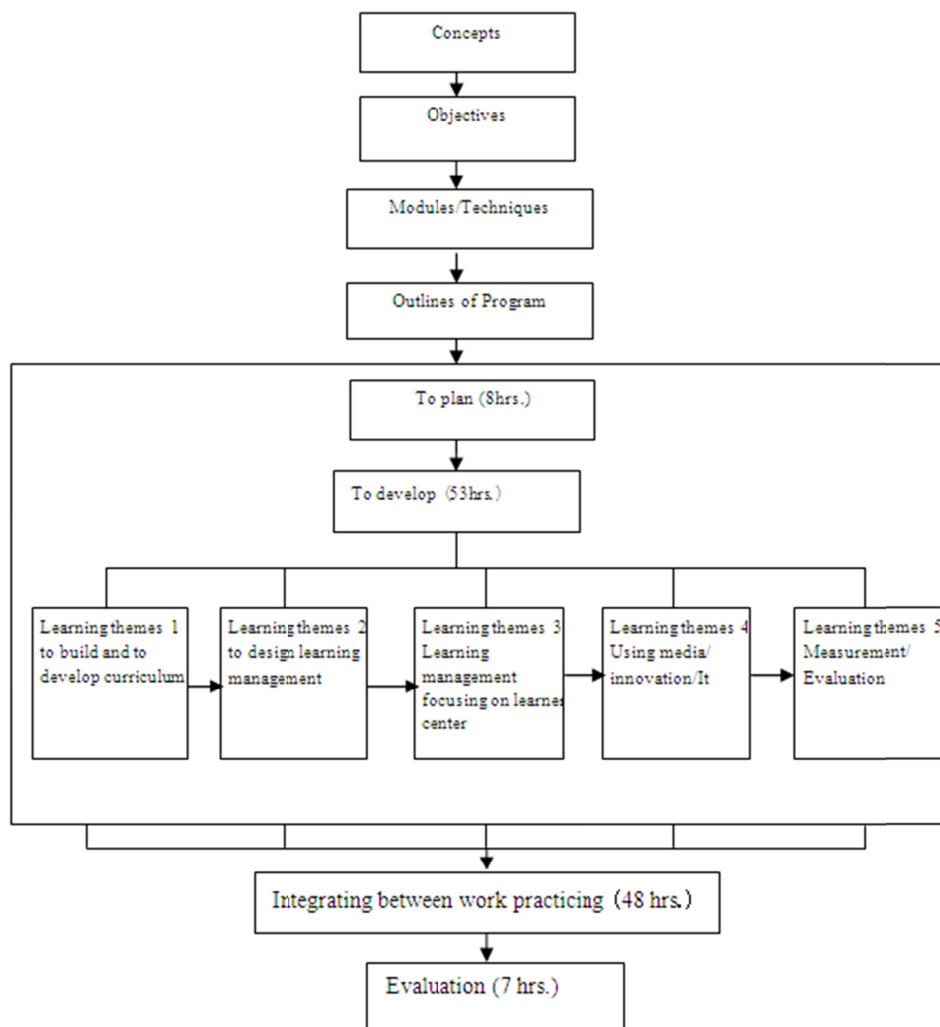 Concepts
Objectives
Modules/Techniques
Outlines of Program
To plan (8hrs.)
To develop (53hrs.)
Learning themes 1
to build and to
develop curriculum
Learning themes 2
to design learning
management
Learning themes 3
Learning
management
focusing on learner
center
Learning themes 4
Using media/
innovation/It
Learning themes 5
Measurement/
Evaluation
Integrating between work practicing (48 hrs.)
Evaluation (7 hrs.)